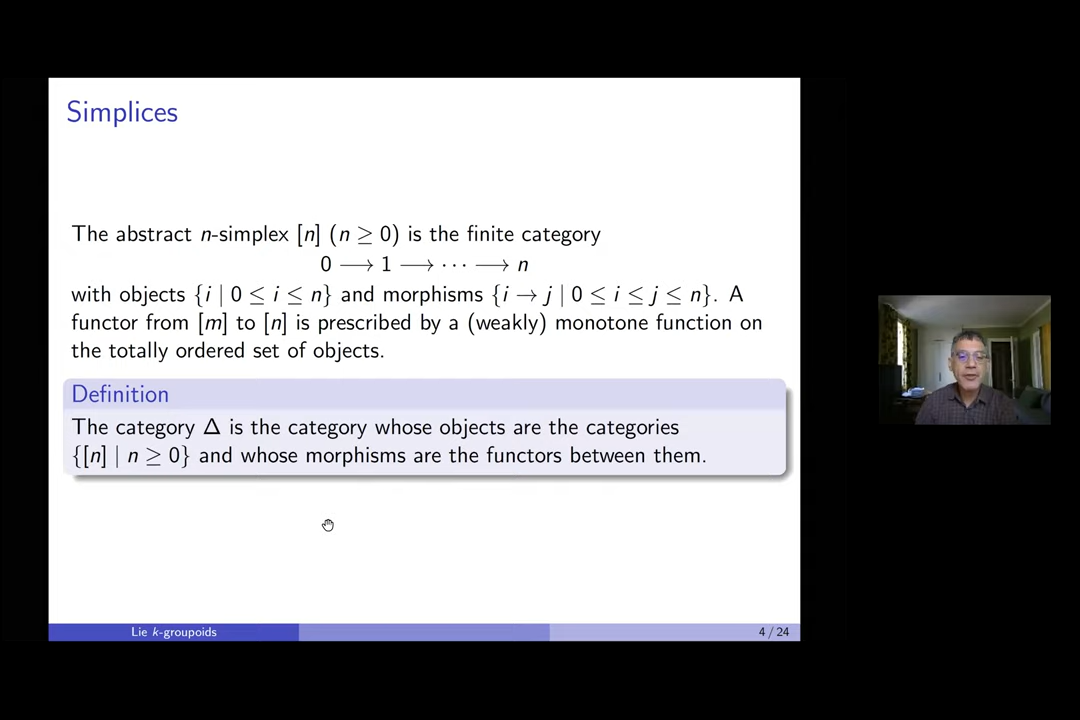 Simplices
The abstract n-simplex [n] (n ≥ 0) is the finite category
0 ⟶ 1 ⟶ ⋯ ⟶ n
with objects {i | 0 ≤ i ≤ n} and morphisms {i → j | 0 ≤ i ≤ j ≤ n}. A
functor from [m] to [n] is prescribed by a (weakly) monotone function on
the totally ordered set of objects.
Definition
The category Δ is the category whose objects are the categories
{[n] | n ≥ 0} and whose morphisms are the functors between them.
Lie k-groupoids
4 / 24